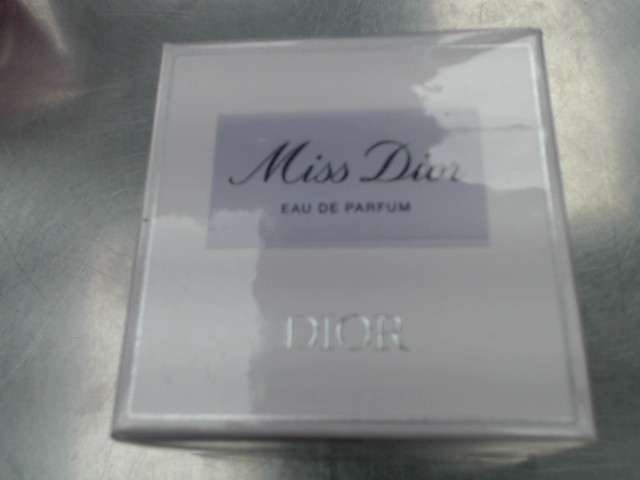 Miss Dior
EAU DE PARFUM
DIOR